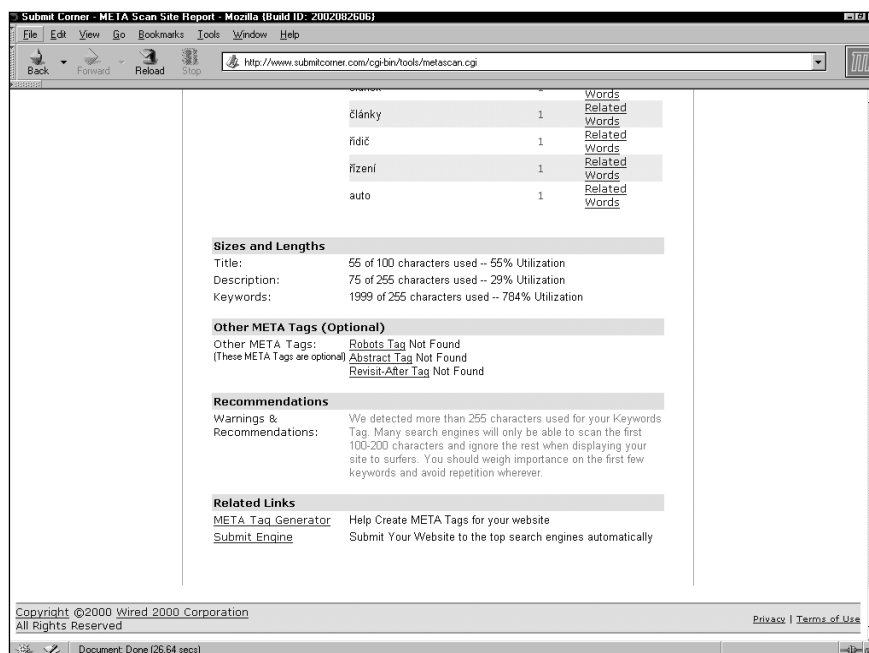 Submit Corner - META Scan Site Report - Mozilla {Build ID: 2002082606}
File Edit View Go Bookmarks Tools Window Help
Back Forward Reload Stop http://www.submitcorner.com/cgi-bin/tools/metascan.cgi
1 Words
články 1 Related Words
řidič 1 Related Words
řízení 1 Related Words
auto 1 Related Words
Sizes and Lengths
Title: 55 of 100 characters used -- 55% Utilization
Description: 75 of 255 characters used -- 29% Utilization
Keywords: 1999 of 255 characters used -- 784% Utilization
Other META Tags (Optional)
Other META Tags: Robots Tag Not Found
(These META Tags are optional) Abstract Tag Not Found
Revisit-After Tag Not Found
Recommendations
Warnings & Recommendations:
We detected more than 255 characters used for your Keywords
Tag. Many search engines will only be able to scan the first
100-200 characters and ignore the rest when displaying your
site to surfers. You should weigh importance on the first few
keywords and avoid repetition wherever.
Related Links
META Tag Generator Help Create META Tags for your website
Submit Engine Submit Your Website to the top search engines automatically
Copyright ©2000 Wired 2000 Corporation
All Rights Reserved
Privacy | Terms of Use
Document: Done (26.64 secs)